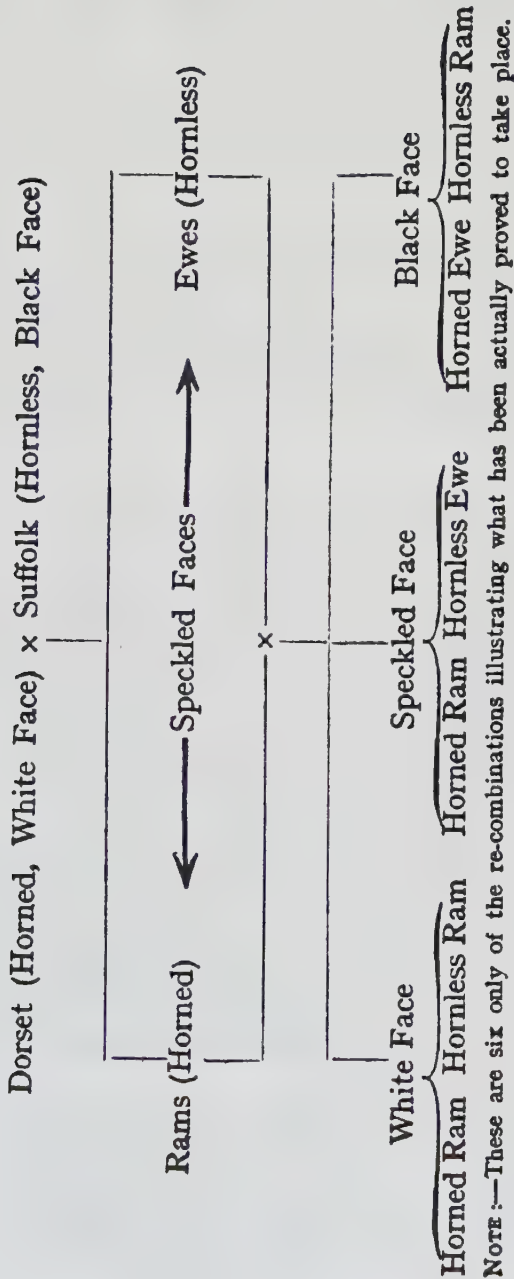 Dorset (Horned, White Face) × Suffolk (Hornless, Black Face)
Rams (Horned) Speckled Faces Ewes (Hornless)
×
White Face Speckled Face Black Face
Horned Ram Hornless Ram Horned Ram Hornless Ewe Horned Ewe Hornless Ram
NOTE:—These are six only of the re-combinations illustrating what has been actually proved to take place.